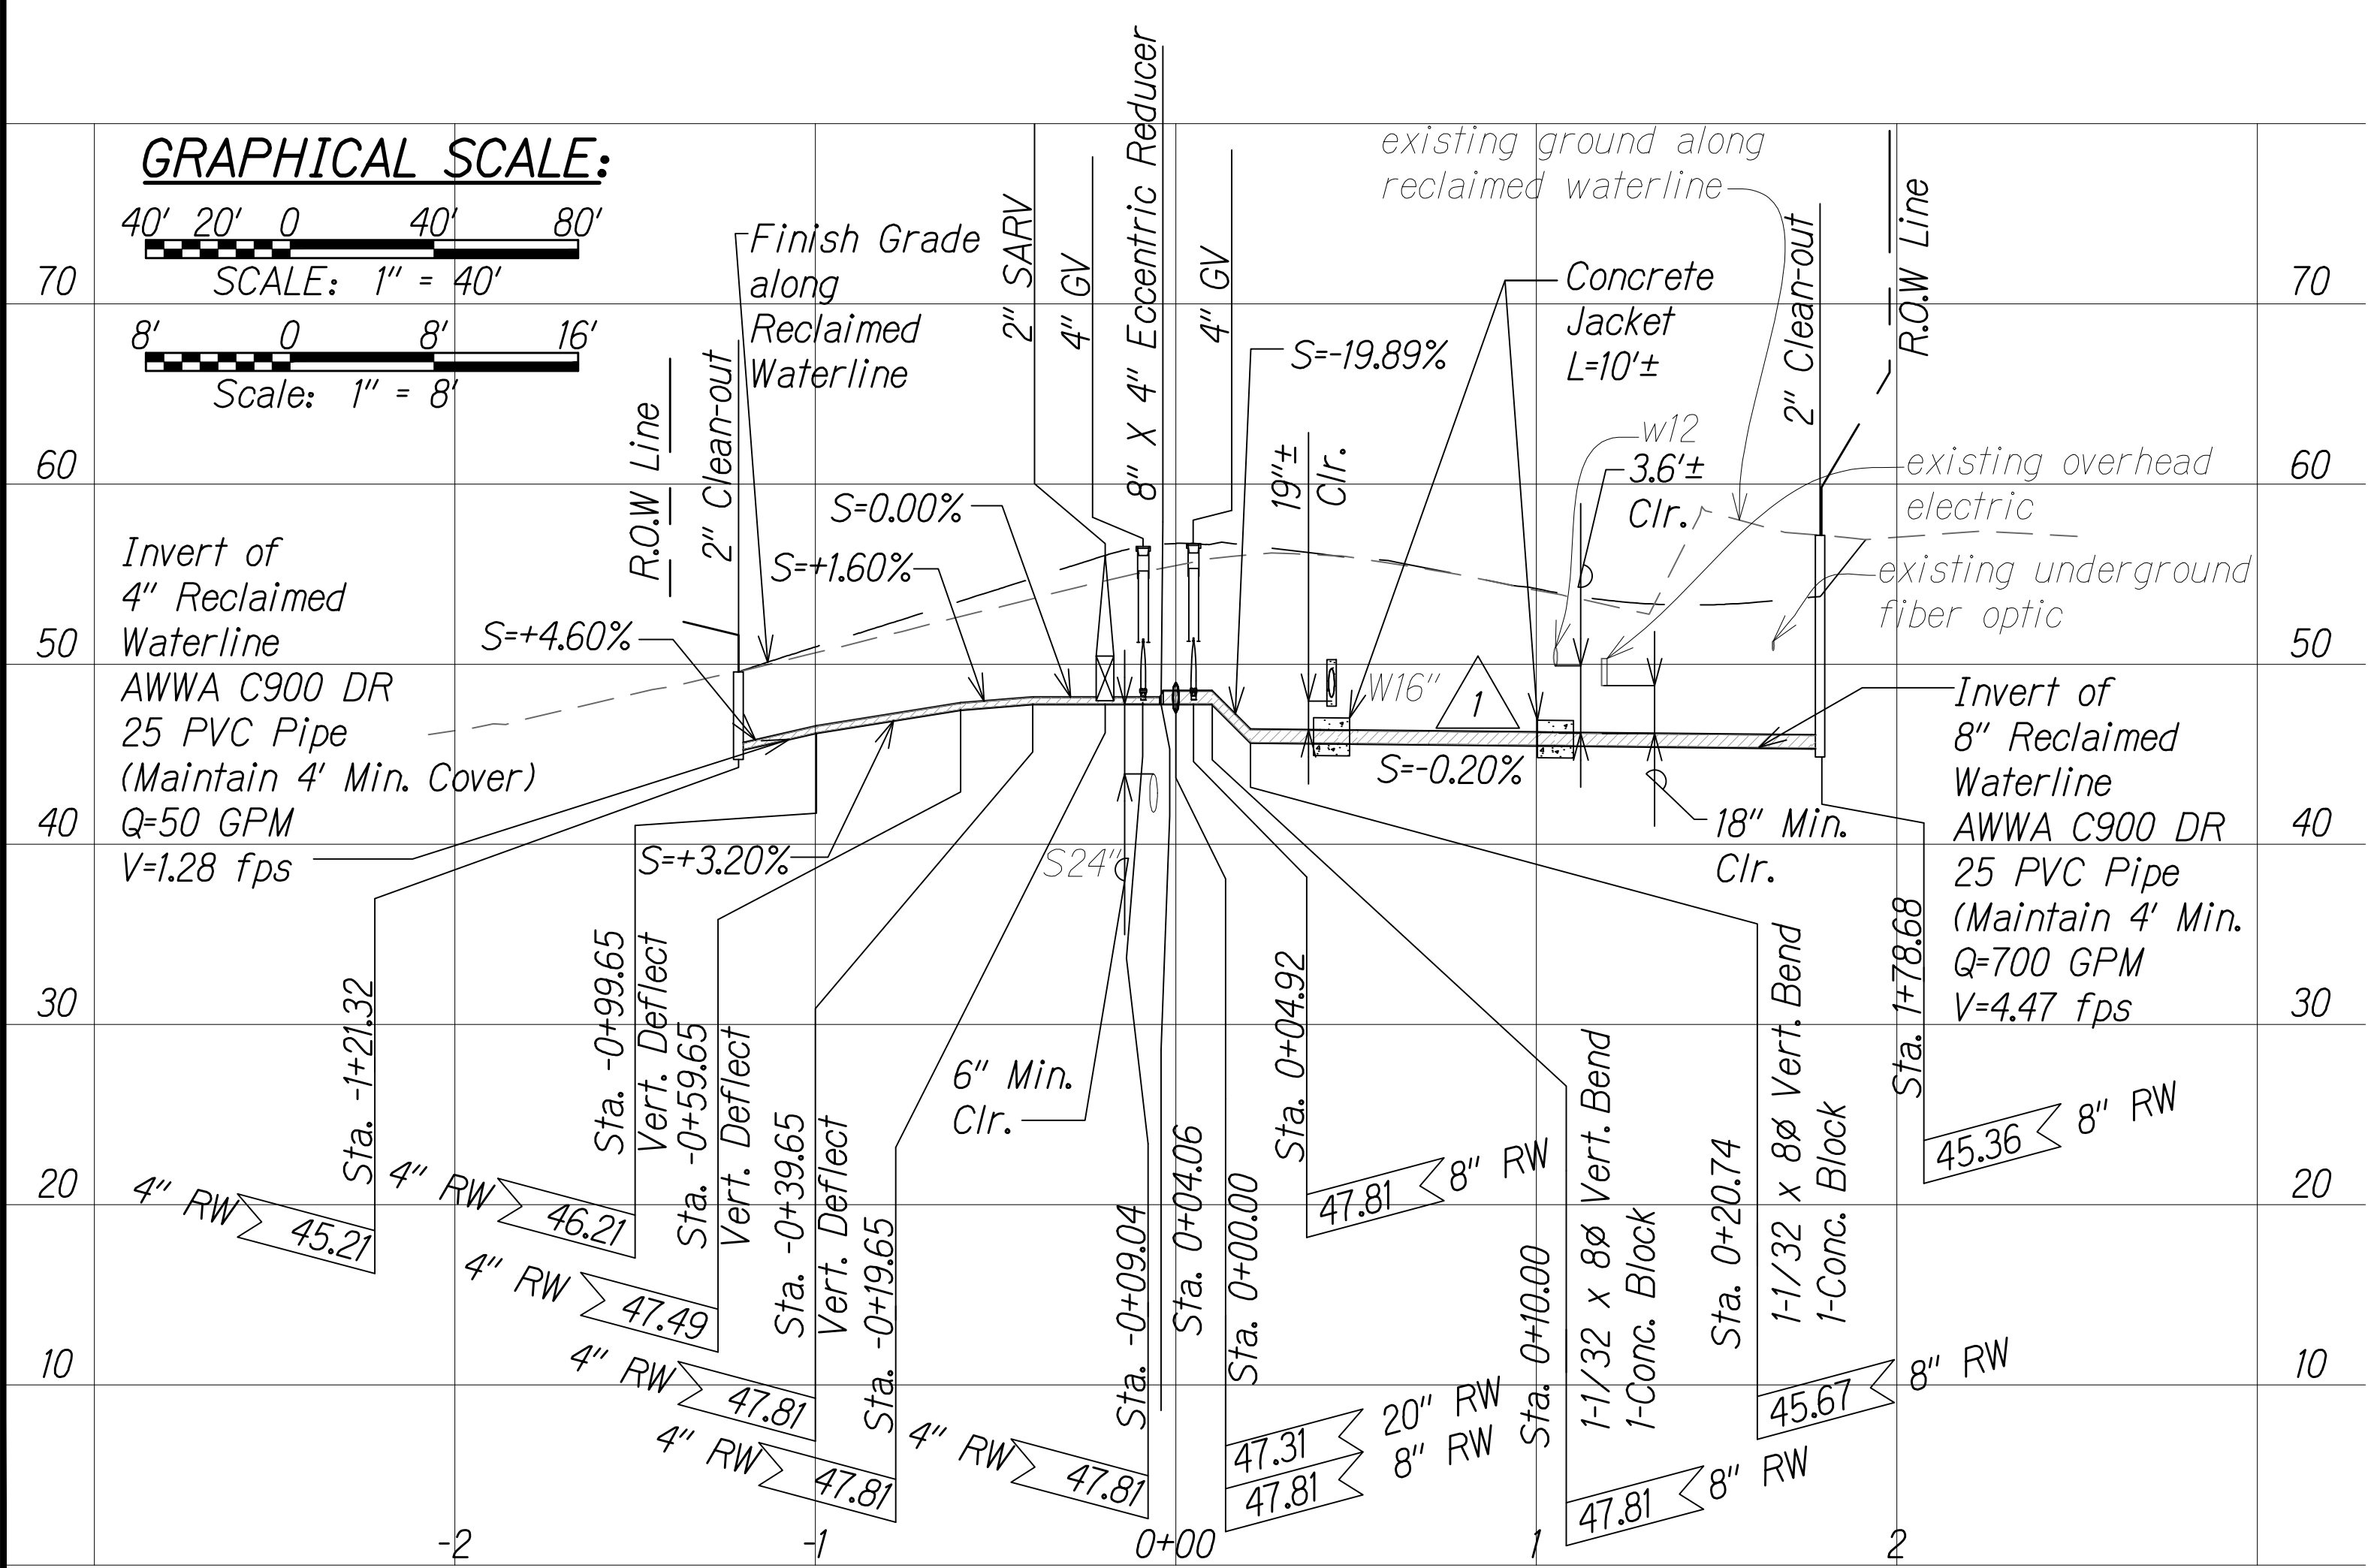 GRAPHICAL SCALE:
40' 20' 0 40' 80'
SCALE: 1" = 40'
8' 0 8' 16'
Scale: 1" = 8'
70
60
50
40
30
20
10
70
60
50
40
30
20
10
-2 -1 0+00 1 2
Finish Grade
along
Reclaimed
Waterline
R.O.W Line
2" Clean-out
2" SARV
4" GV
8" X 4" Eccentric Reducer
4" GV
existing ground along
reclaimed waterline
Concrete
Jacket
L=10'±
2" Clean-out
R.O.W Line
S=-19.89%
19"±
Clr.
w12
3.6'±
Clr.
existing overhead
electric
existing underground
fiber optic
S=0.00%
S=+1.60%
S=+4.60%
S=+3.20%
W16"
1
S=-0.20%
S24"
18" Min.
Clr.
6" Min.
Clr.
Invert of
4" Reclaimed
Waterline
AWWA C900 DR
25 PVC Pipe
(Maintain 4' Min. Cover)
Q=50 GPM
V=1.28 fps
Invert of
8" Reclaimed
Waterline
AWWA C900 DR
25 PVC Pipe
(Maintain 4' Min.
Q=700 GPM
V=4.47 fps
Sta. -1+21.32
4" RW 45.21
Sta. -0+99.65
Vert. Deflect
4" RW 46.21
Sta. -0+59.65
Vert. Deflect
4" RW 47.49
Sta. -0+39.65
Vert. Deflect
4" RW 47.81
Sta. -0+19.65
4" RW 47.81
Sta. -0+09.04
4" RW 47.81
Sta. 0+04.06
Sta. 0+00.00
47.31 20" RW
47.81 8" RW
Sta. 0+04.92
47.81 8" RW
Sta. 0+10.00
1-1/32 x 8Ø Vert. Bend
1-Conc. Block
47.81 8" RW
Sta. 0+20.74
1-1/32 x 8Ø Vert. Bend
1-Conc. Block
45.67 8" RW
Sta. 1+78.68
45.36 8" RW